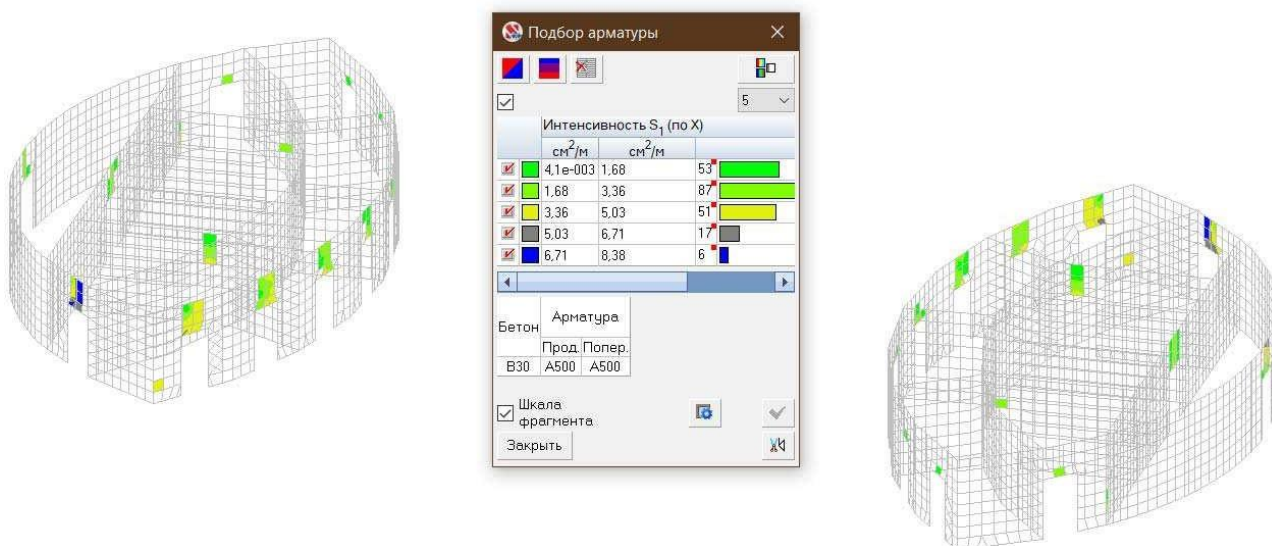 Подбор арматуры
5
Интенсивность S1 (по X)
см2/м см2/м
4,1e-003 1,68 53
1,68 3,36 87
3,36 5,03 51
5,03 6,71 17
6,71 8,38 6
Бетон Арматура
Прод. Попер.
B30 A500 A500
Шкала
фрагмента
Закрыть